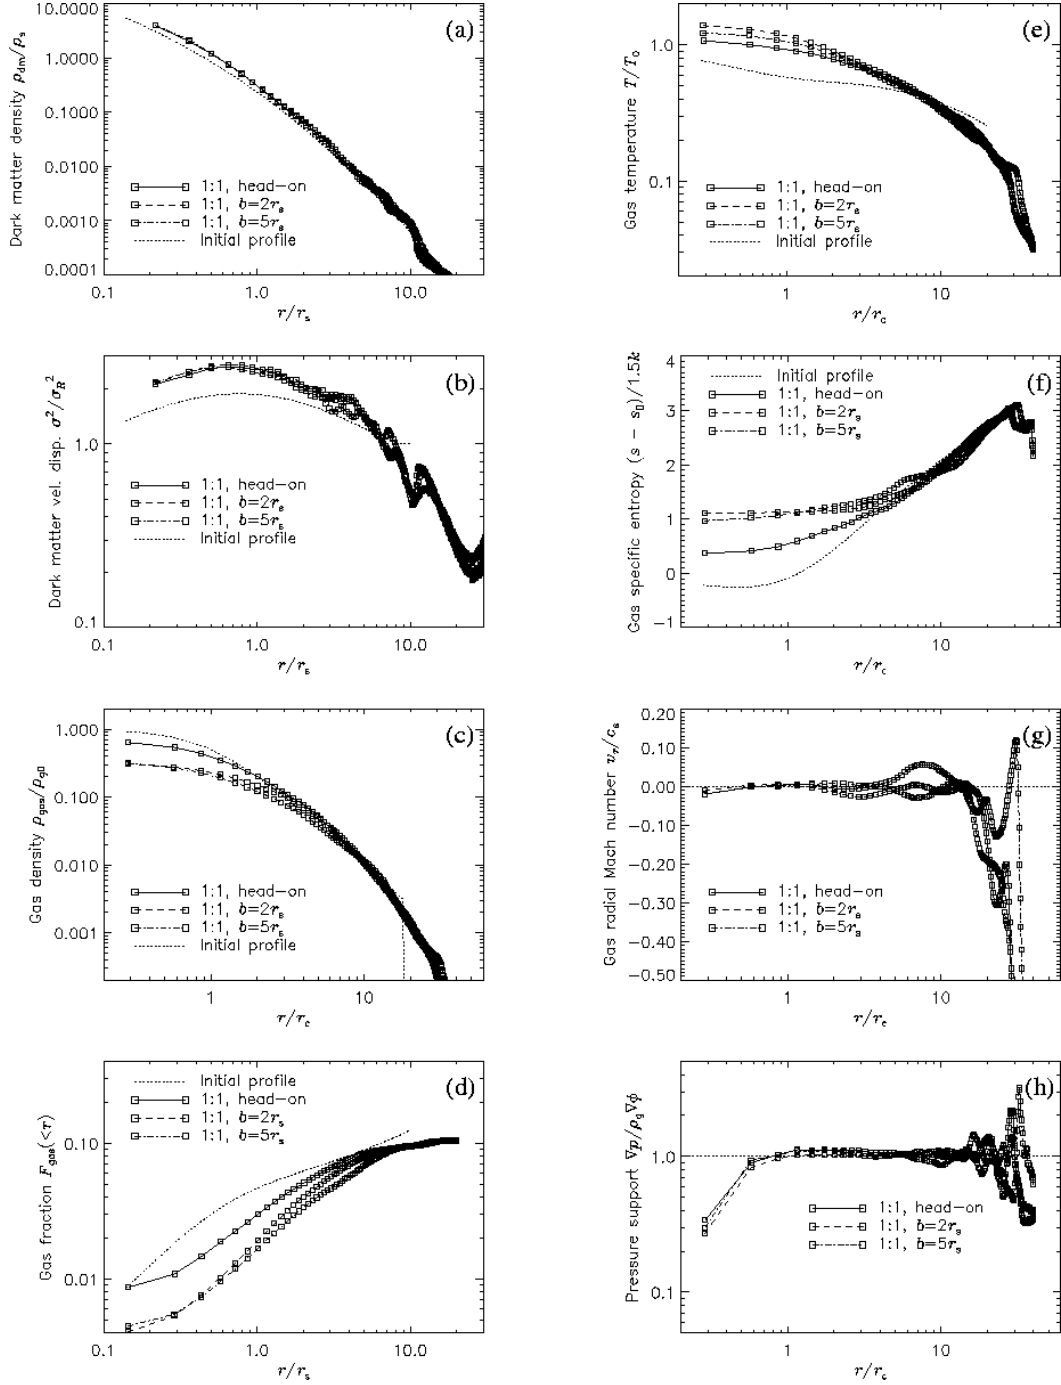 (a)
Dark matter density ρdm/ρs
10.0000
1.0000
0.1000
0.0100
0.0010
0.0001
1:1, head-on
1:1, b=2rs
1:1, b=5rs
Initial profile
0.1
1.0
10.0
r/rs
(b)
Dark matter vel. disp. σ²/σR²
1.0
0.1
1:1, head-on
1:1, b=2rs
1:1, b=5rs
Initial profile
0.1
1.0
10.0
r/rs
(c)
Gas density ρgas/ρg0
1.000
0.100
0.010
0.001
1:1, head-on
1:1, b=2rs
1:1, b=5rs
Initial profile
1
10
r/rc
(d)
Gas fraction Fgas(<r)
0.10
0.01
Initial profile
1:1, head-on
1:1, b=2rs
1:1, b=5rs
0.1
1.0
10.0
r/rs
(e)
Gas temperature T/T0
1.0
0.1
1:1, head-on
1:1, b=2rs
1:1, b=5rs
Initial profile
1
10
r/rc
(f)
Gas specific entropy (s − s0)/1.5k
4
3
2
1
0
−1
Initial profile
1:1, head-on
1:1, b=2rs
1:1, b=5rs
1
10
r/rc
(g)
Gas radial Mach number vr/cs
0.20
0.10
0.00
−0.10
−0.20
−0.30
−0.40
−0.50
1:1, head-on
1:1, b=2rs
1:1, b=5rs
1
10
r/rc
(h)
Pressure support ∇p/ρg∇ϕ
1.0
0.1
1:1, head-on
1:1, b=2rs
1:1, b=5rs
1
10
r/rc